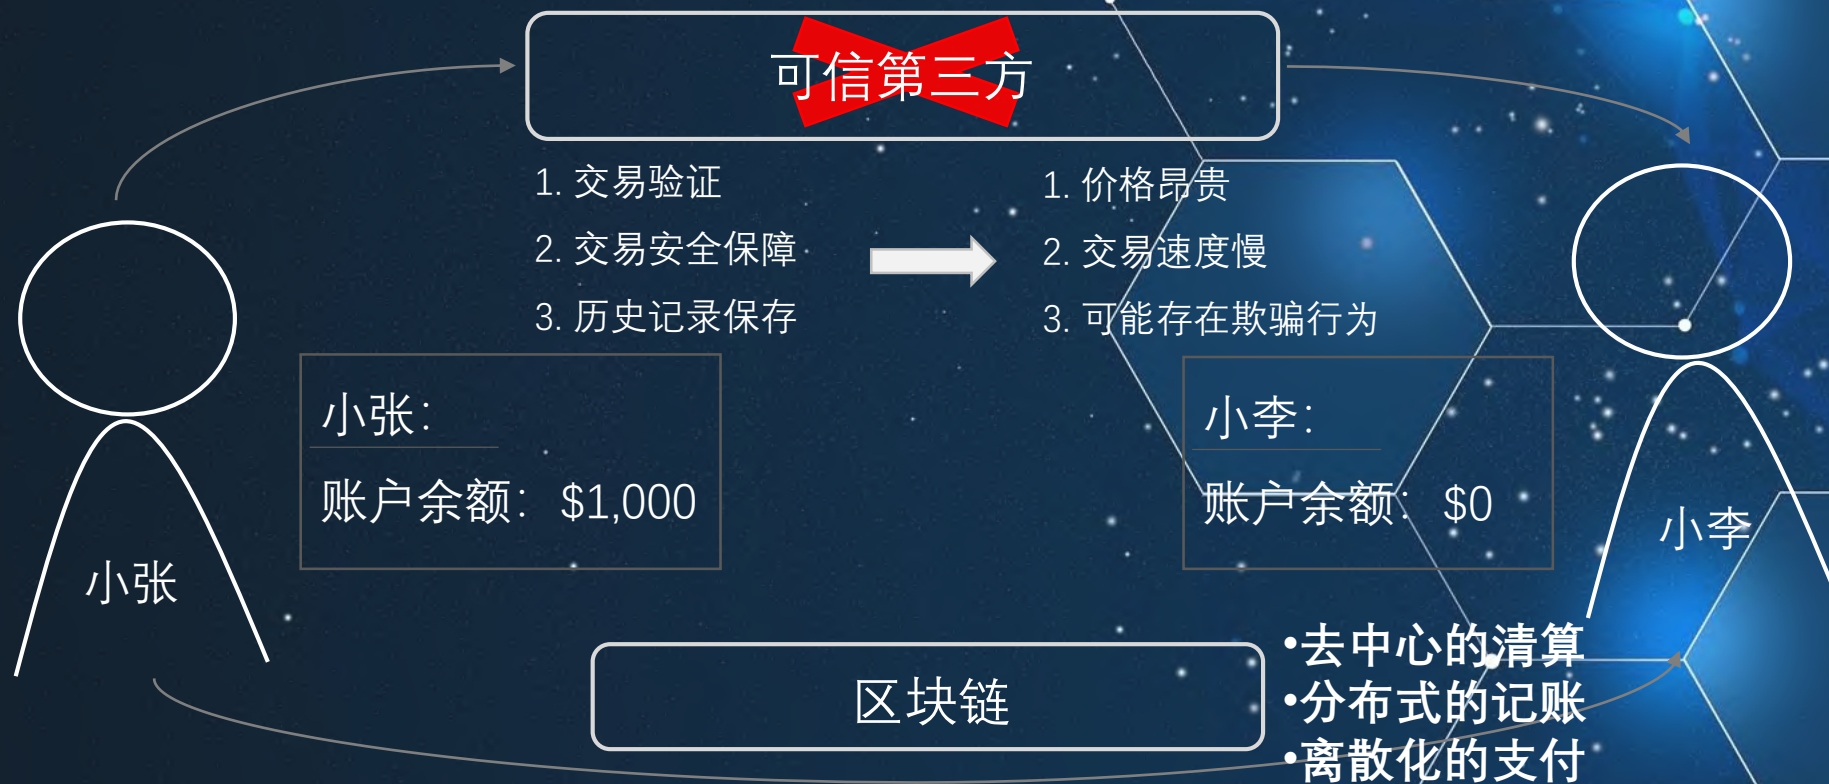 可信第三方
1. 交易验证
2. 交易安全保障
3. 历史记录保存
1. 价格昂贵
2. 交易速度慢
3. 可能存在欺骗行为
小张：
账户余额：$1,000
小李：
账户余额：$0
小张
小李
区块链
•去中心的清算
•分布式的记账
•离散化的支付